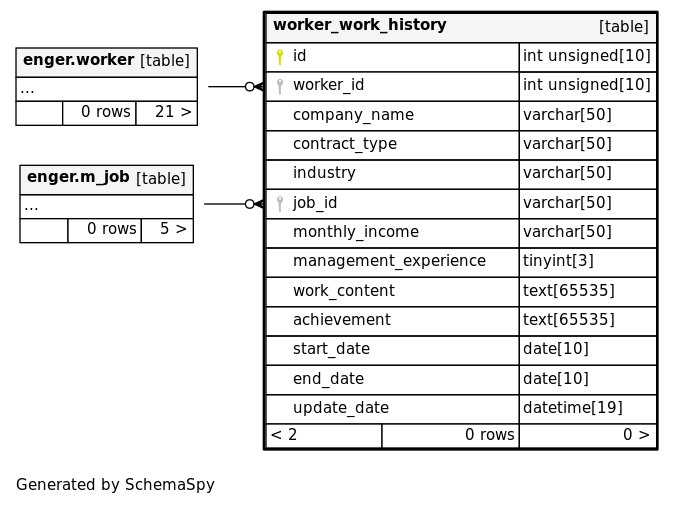 worker_work_history [table]
id int unsigned[10]
worker_id int unsigned[10]
company_name varchar[50]
contract_type varchar[50]
industry varchar[50]
job_id varchar[50]
monthly_income varchar[50]
management_experience tinyint[3]
work_content text[65535]
achievement text[65535]
start_date date[10]
end_date date[10]
update_date datetime[19]
< 2 0 rows 0 >
enger.worker [table]
...
0 rows 21 >
enger.m_job [table]
...
0 rows 5 >
Generated by SchemaSpy